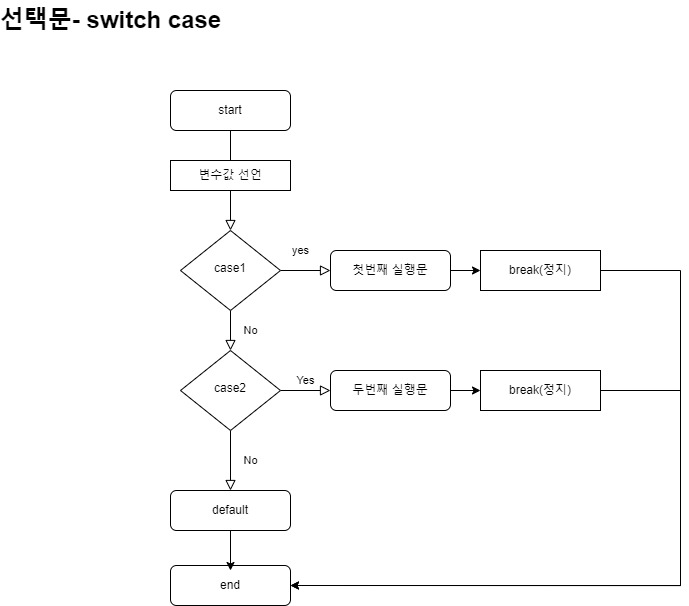 선택문- switch case
start
변수값 선언
case1
yes
첫번째 실행문
break(정지)
No
case2
Yes
두번째 실행문
break(정지)
No
default
end